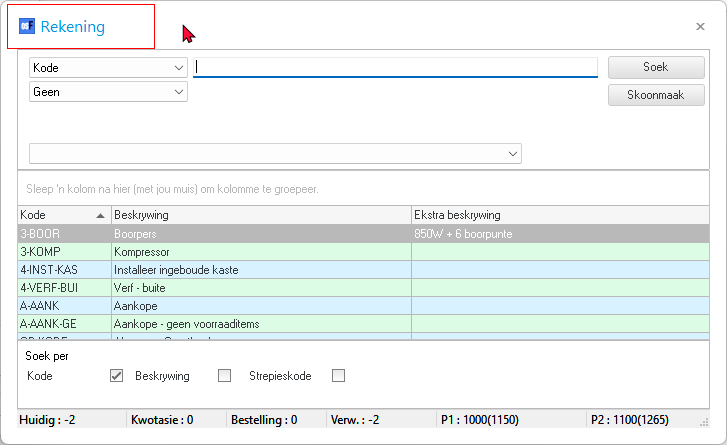 Rekening
Kode
Soek
Geen
Skoonmaak
Sleep 'n kolom na hier (met jou muis) om kolomme te groepeer.
Kode Beskrywing Ekstra beskrywing
3-BOOR Boorpers 850W + 6 boorpunte
3-KOMP Kompressor
4-INST-KAS Installeer ingeboude kaste
4-VERF-BUI Verf - buite
A-AANK Aankope
A-AANK-GE Aankope - geen voorraaditems
Soek per
Kode Beskrywing Strepieskode
Huidig : -2 Kwotasie : 0 Bestelling : 0 Verw. : -2 P1 : 1000(1150) P2 : 1100(1265)